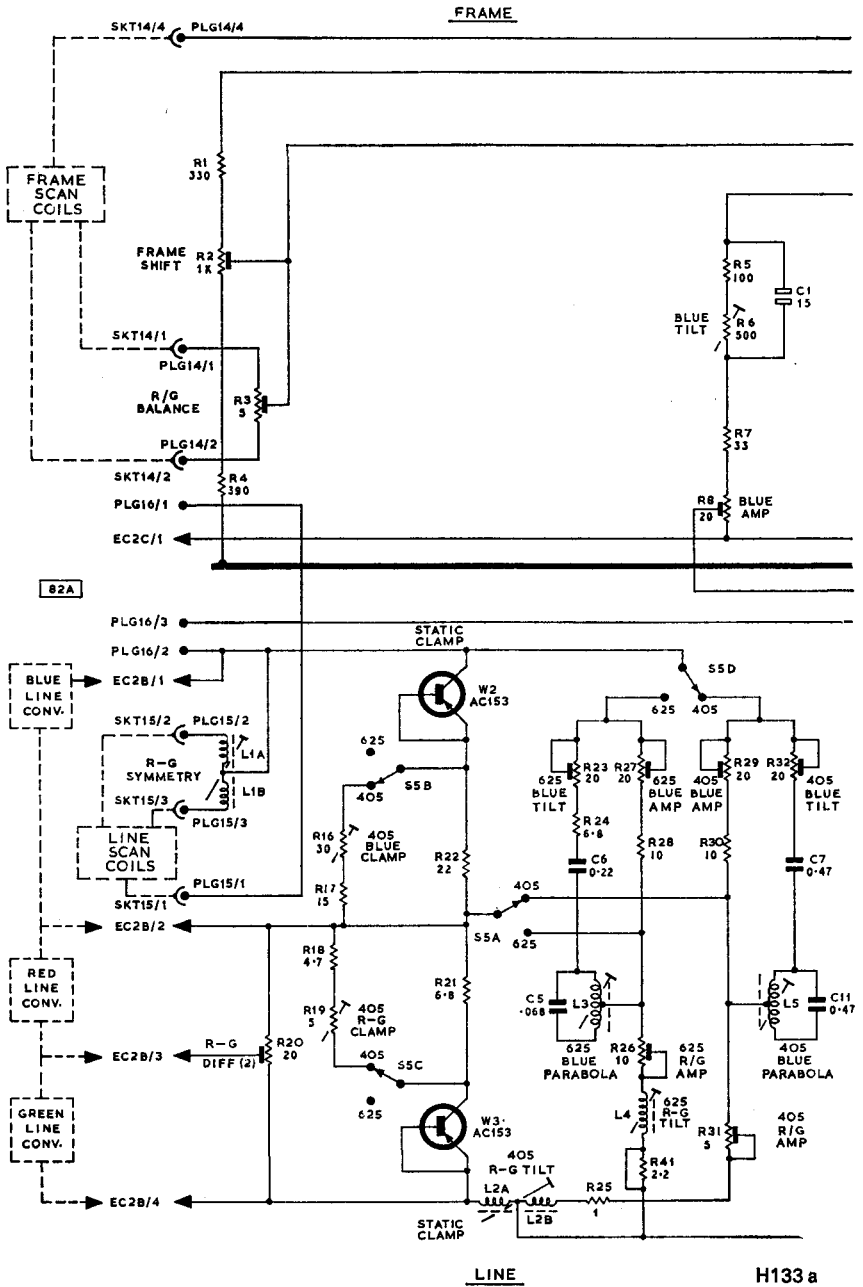 FRAME
SKT14/4 PLG14/4
FRAME
SCAN
COILS
R1
330
FRAME
SHIFT
R2
1K
SKT14/1
PLG14/1
R/G
BALANCE
R3
5
PLG14/2
SKT14/2
R4
390
PLG16/1
EC2C/1
R5
100
C1
15
BLUE
TILT
R6
500
R7
33
R8
20
BLUE
AMP
82A
PLG16/3
PLG16/2
EC2B/1
BLUE
LINE
CONV.
SKT15/2 PLG15/2
R-G
SYMMETRY
L1A
L1B
SKT15/3
PLG15/3
LINE
SCAN
COILS
PLG15/1
SKT15/1
EC2B/2
RED
LINE
CONV.
EC2B/3
R-G
DIFF (2)
R20
20
GREEN
LINE
CONV.
EC2B/4
STATIC
CLAMP
W2
AC153
625
405
S5B
R16
30
405
BLUE
CLAMP
R17
15
R22
22
R18
4·7
R19
5
405
R-G
CLAMP
R21
6·8
405
S5C
625
W3·
AC153
405
S5A
625
S5D
625
405
625
BLUE
TILT
R23
20
R27
20
625
BLUE
AMP
405
BLUE
AMP
R29
20
R32
20
405
BLUE
TILT
R24
6·8
R28
10
R30
10
C6
0·22
C7
0·47
C5
·068
L3
L5
C11
0·47
625
BLUE
PARABOLA
R26
10
625
R/G
AMP
405
BLUE
PARABOLA
L4
625
R-G
TILT
R31
5
405
R/G
AMP
R41
2·2
405
R-G TILT
L2A
L2B
R25
1
STATIC
CLAMP
LINE
H133 a